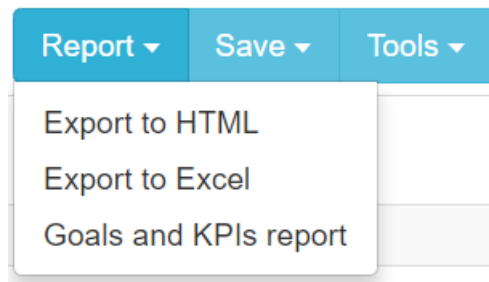 Report Save Tools
Export to HTML
Export to Excel
Goals and KPIs report